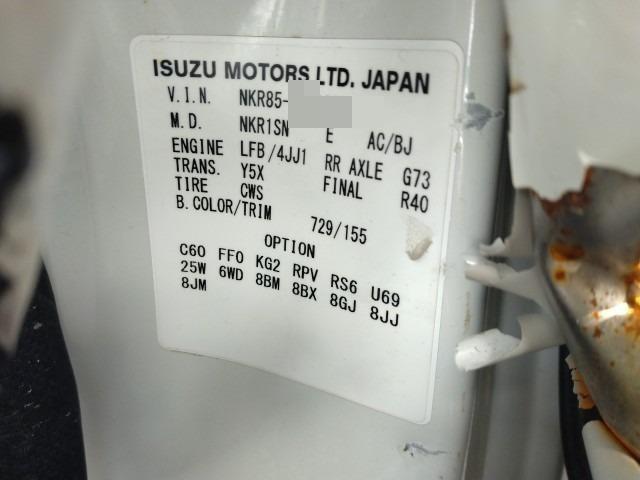 ISUZU MOTORS LTD. JAPAN
V.I.N. NKR85-
M.D. NKR1SN E AC/BJ
ENGINE LFB/4JJ1 RR AXLE G73
TRANS. Y5X FINAL R40
TIRE CWS
B.COLOR/TRIM 729/155
OPTION
C60 FF0 KG2 RPV RS6 U69
25W 6WD 8BM 8BX 8GJ 8JJ
8JM